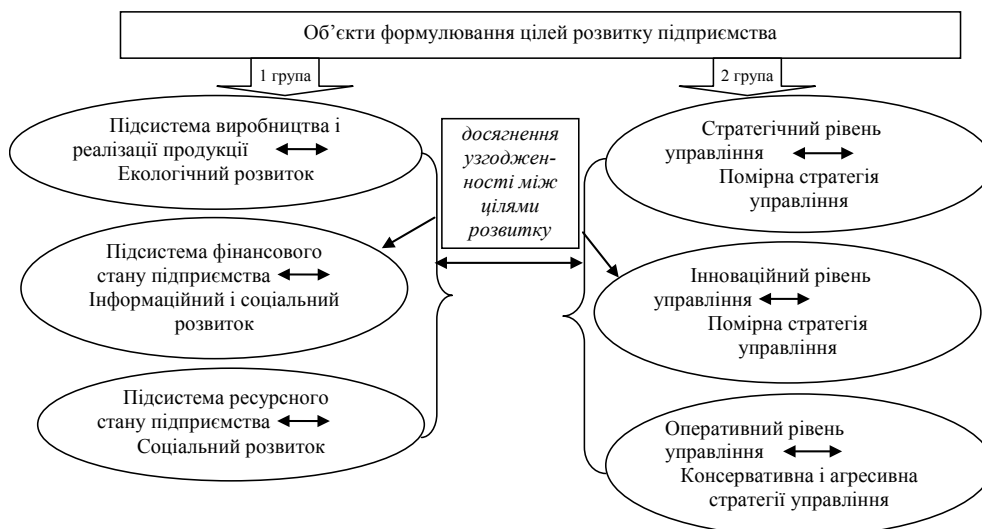 Об’єкти формулювання цілей розвитку підприємства
1 група
2 група
Підсистема виробництва і
реалізації продукції
Екологічний розвиток
Підсистема фінансового
стану підприємства
Інформаційний і соціальний
розвиток
Підсистема ресурсного
стану підприємства
Соціальний розвиток
досягнення
узгоджен-
ності між
цілями
розвитку
Стратегічний рівень
управління
Помірна стратегія
управління
Інноваційний рівень
управління
Помірна стратегія
управління
Оперативний рівень
управління
Консервативна і агресивна
стратегії управління